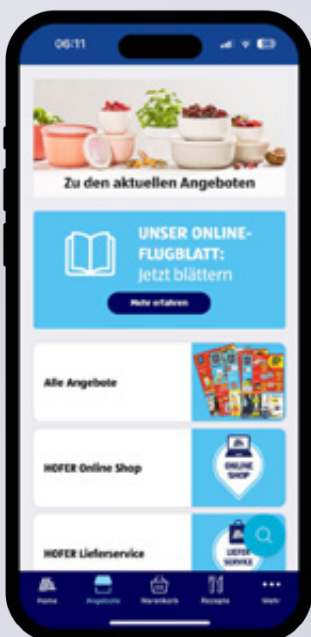 06:11
Zu den aktuellen Angeboten
UNSER ONLINE-
FLUGBLATT:
Jetzt blättern
Mehr erfahren
Alle Angebote
HOFER Online Shop
ONLINE
SHOP
HOFER Lieferservice
LIEFER
SERVICE
Home Angebote Warenkorb Rezepte Mehr